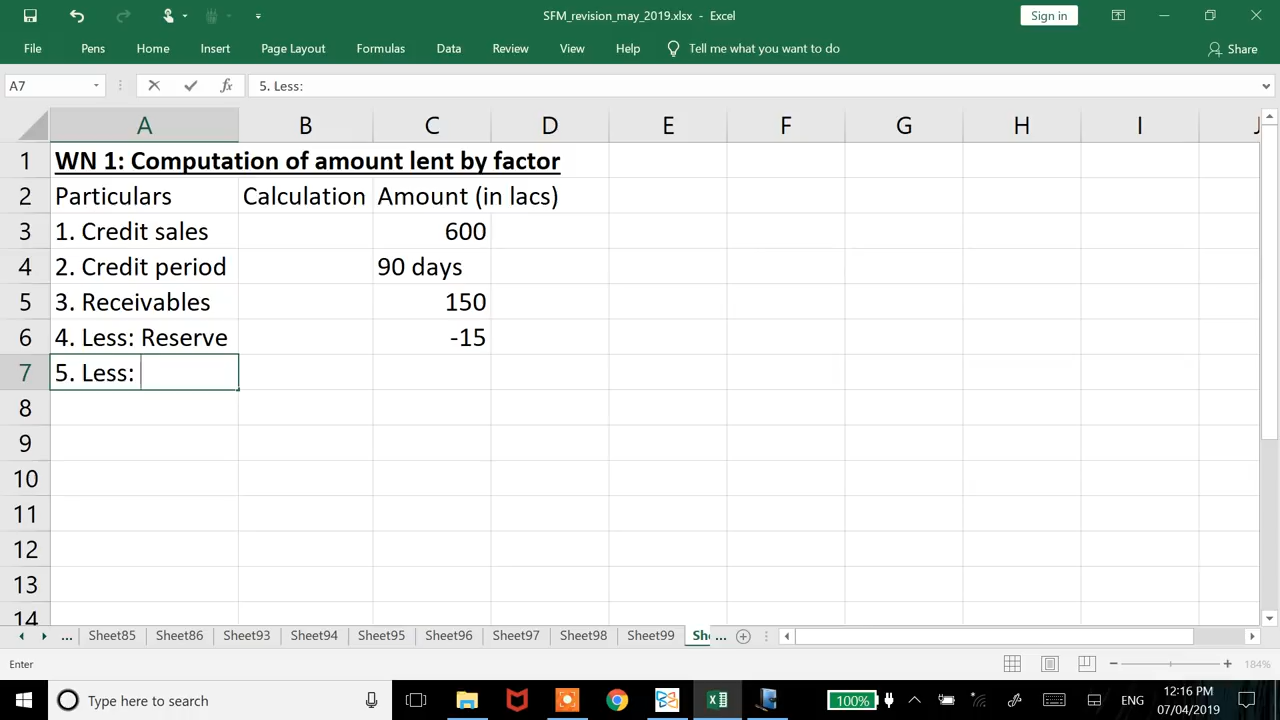 SFM_revision_may_2019.xlsx - Excel
Sign in
File Pens Home Insert Page Layout Formulas Data Review View Help Tell me what you want to do Share
A7 fx 5. Less:
A B C D E F G H I J
1 WN 1: Computation of amount lent by factor
2 Particulars Calculation Amount (in lacs)
3 1. Credit sales 600
4 2. Credit period 90 days
5 3. Receivables 150
6 4. Less: Reserve -15
7 5. Less:
8
9
10
11
12
13
14
... Sheet85 Sheet86 Sheet93 Sheet94 Sheet95 Sheet96 Sheet97 Sheet98 Sheet99 She ...
Enter 184%
Type here to search 100% ENG 12:16 PM
07/04/2019